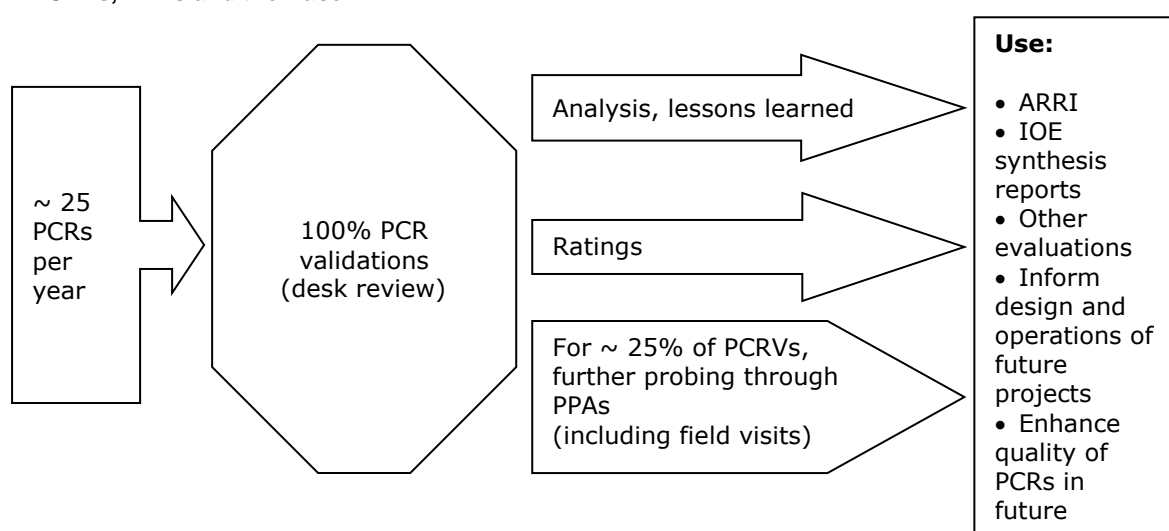 ~ 25
PCRs
per
year
100% PCR
validations
(desk review)
Analysis, lessons learned
Ratings
For ~ 25% of PCRVs,
further probing through
PPAs
(including field visits)
Use:
• ARRI
• IOE
synthesis
reports
• Other
evaluations
• Inform
design and
operations of
future
projects
• Enhance
quality of
PCRs in
future